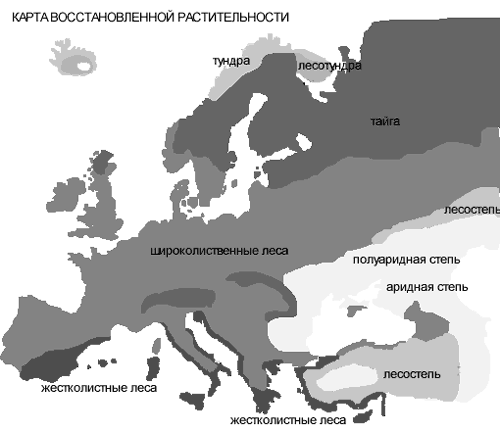 КАРТА ВОССТАНОВЛЕННОЙ РАСТИТЕЛЬНОСТИ
тундра
лесотундра
тайга
лесостепь
широколиственные леса
полуаридная степь
аридная степь
лесостепь
жестколистные леса
жестколистные леса